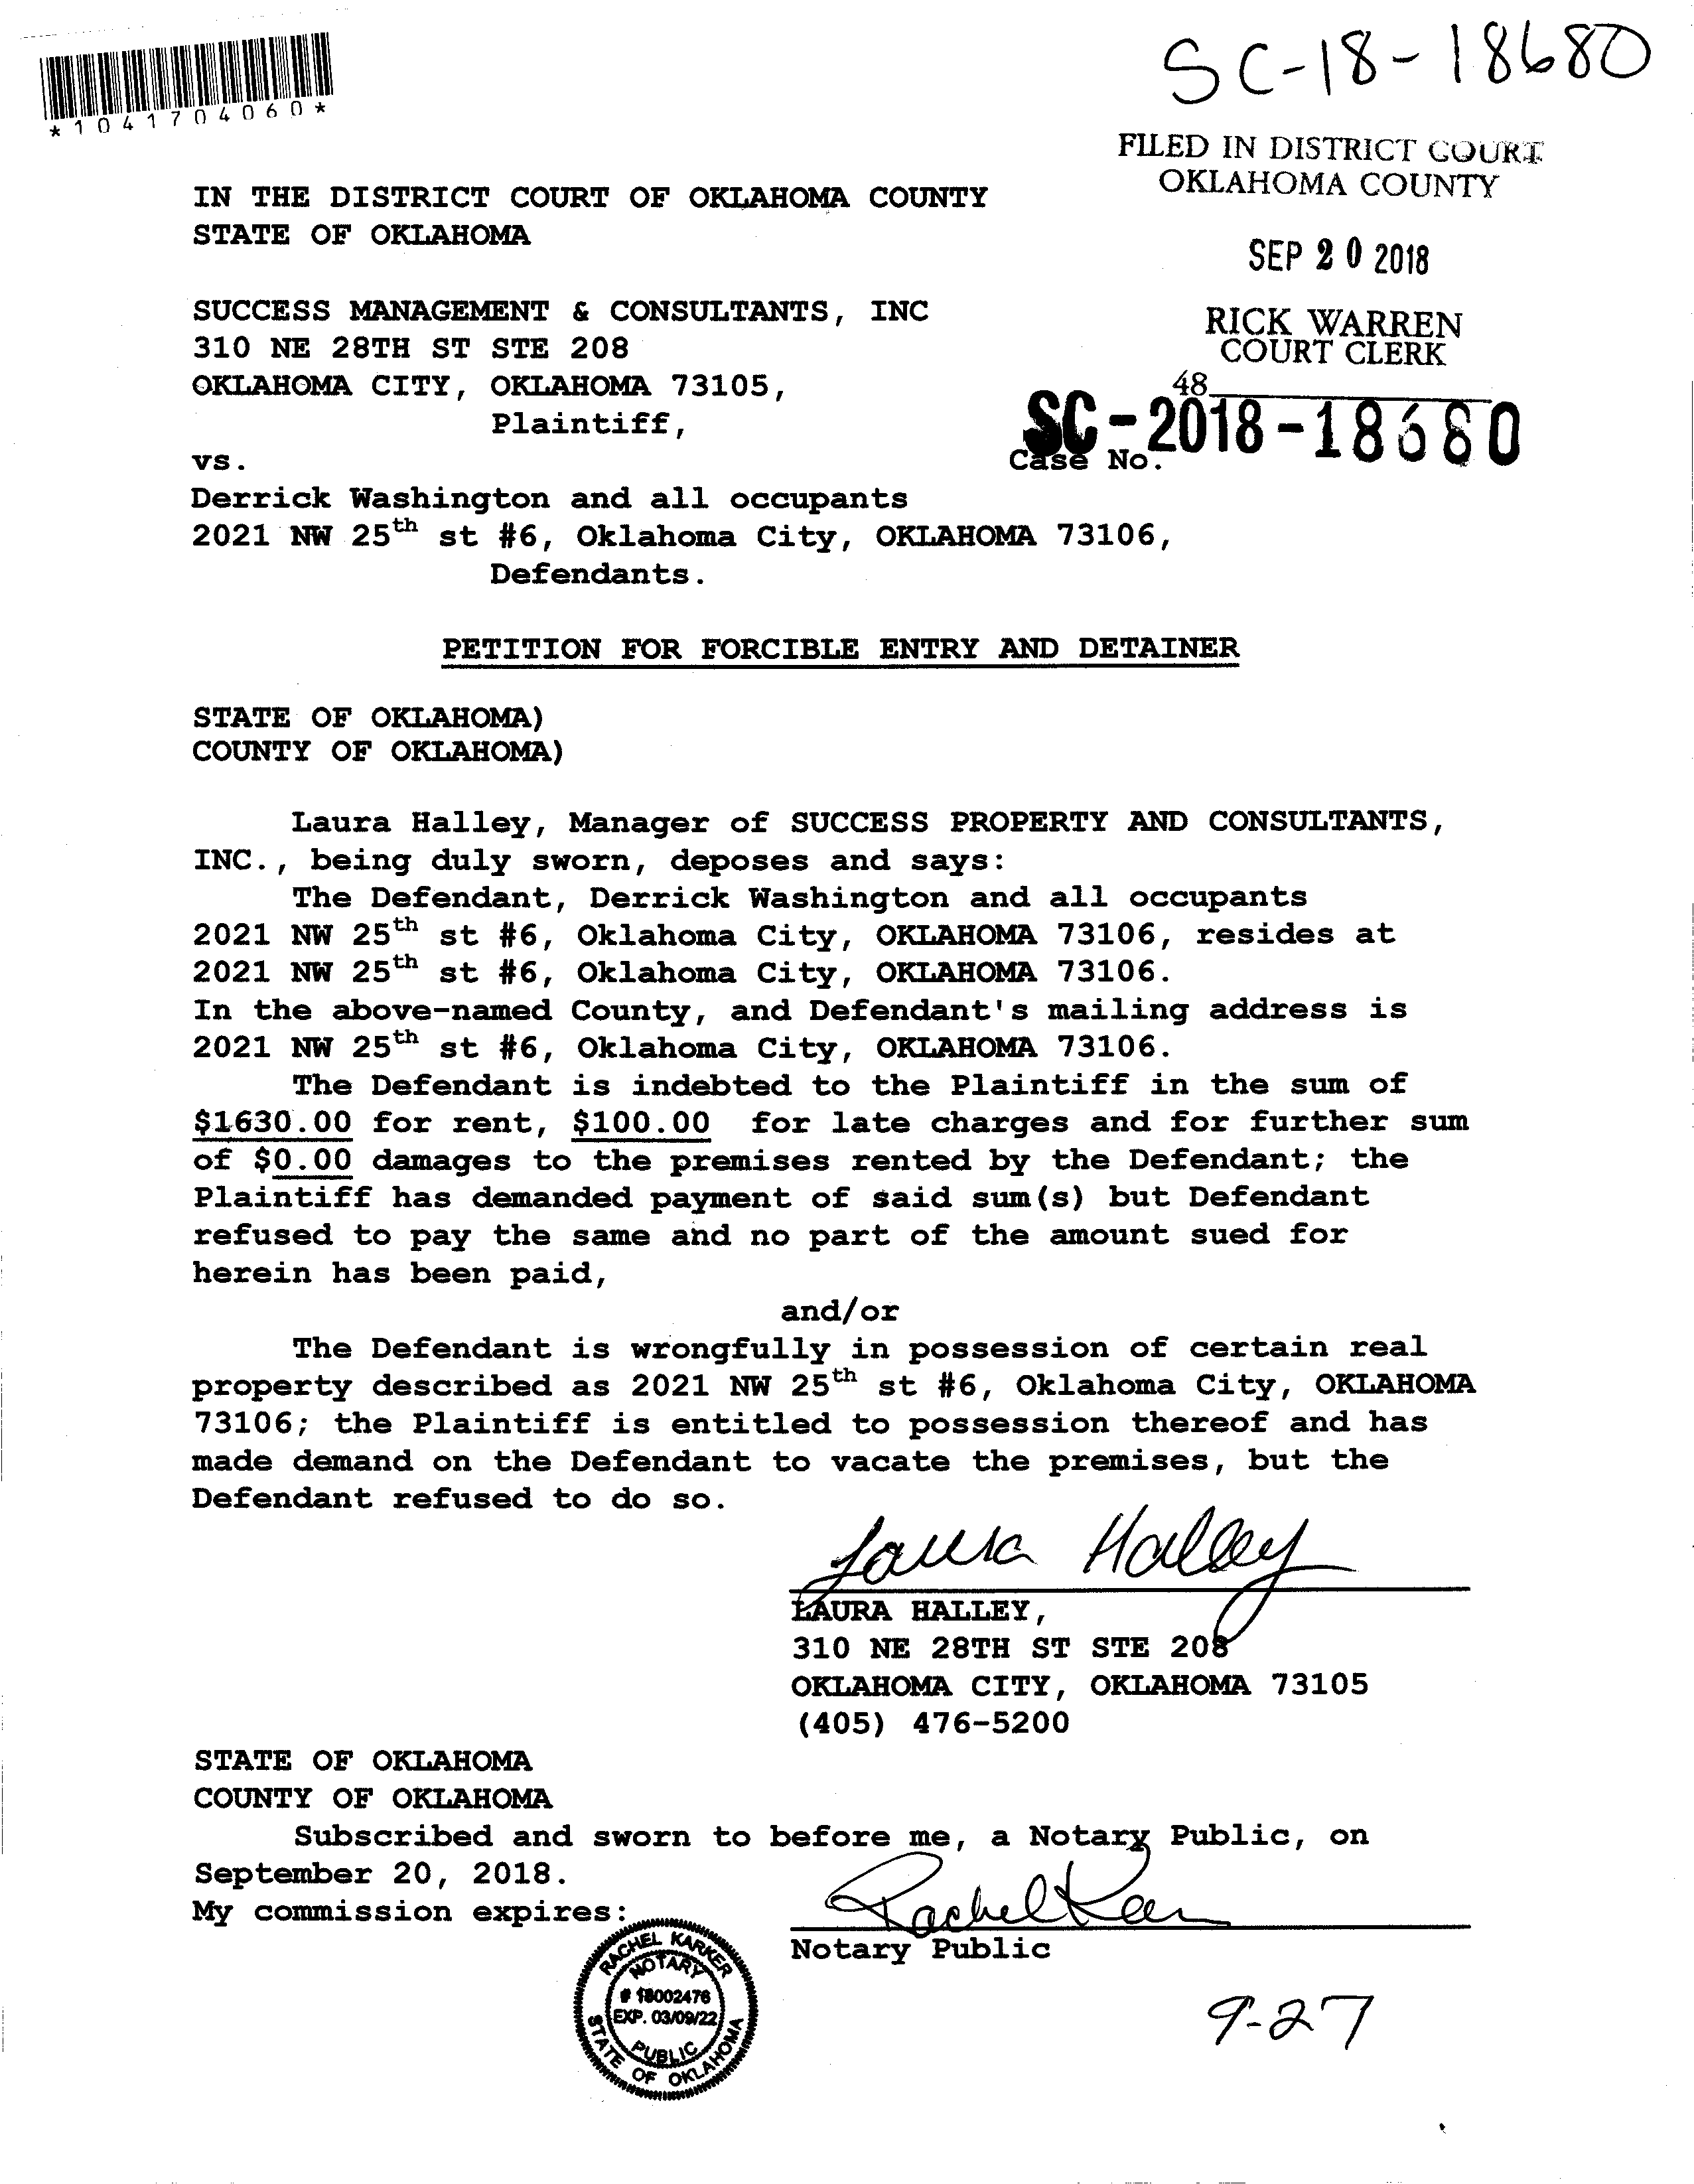 SC-18-18680
*1041704060*
FILED IN DISTRICT COURT
OKLAHOMA COUNTY
IN THE DISTRICT COURT OF OKLAHOMA COUNTY
STATE OF OKLAHOMA
SEP 20 2018
SUCCESS MANAGEMENT & CONSULTANTS, INC
310 NE 28TH ST STE 208
OKLAHOMA CITY, OKLAHOMA 73105,
Plaintiff,
RICK WARREN
COURT CLERK
48
SC-2018-18680
vs. Case No.
Derrick Washington and all occupants
2021 NW 25th st #6, Oklahoma City, OKLAHOMA 73106,
Defendants.
PETITION FOR FORCIBLE ENTRY AND DETAINER
STATE OF OKLAHOMA)
COUNTY OF OKLAHOMA)
Laura Halley, Manager of SUCCESS PROPERTY AND CONSULTANTS,
INC., being duly sworn, deposes and says:
The Defendant, Derrick Washington and all occupants
2021 NW 25th st #6, Oklahoma City, OKLAHOMA 73106, resides at
2021 NW 25th st #6, Oklahoma City, OKLAHOMA 73106.
In the above-named County, and Defendant's mailing address is
2021 NW 25th st #6, Oklahoma City, OKLAHOMA 73106.
The Defendant is indebted to the Plaintiff in the sum of
$1630.00 for rent, $100.00 for late charges and for further sum
of $0.00 damages to the premises rented by the Defendant; the
Plaintiff has demanded payment of said sum(s) but Defendant
refused to pay the same and no part of the amount sued for
herein has been paid,
and/or
The Defendant is wrongfully in possession of certain real
property described as 2021 NW 25th st #6, Oklahoma City, OKLAHOMA
73106; the Plaintiff is entitled to possession thereof and has
made demand on the Defendant to vacate the premises, but the
Defendant refused to do so.
Laura Halley
LAURA HALLEY,
310 NE 28TH ST STE 208
OKLAHOMA CITY, OKLAHOMA 73105
(405) 476-5200
STATE OF OKLAHOMA
COUNTY OF OKLAHOMA
Subscribed and sworn to before me, a Notary Public, on
September 20, 2018.
My commission expires:
Notary Public
RACHEL KARKER
NOTARY
# 18002476
EXP. 03/09/22
PUBLIC
STATE OF OKLAHOMA
9-27